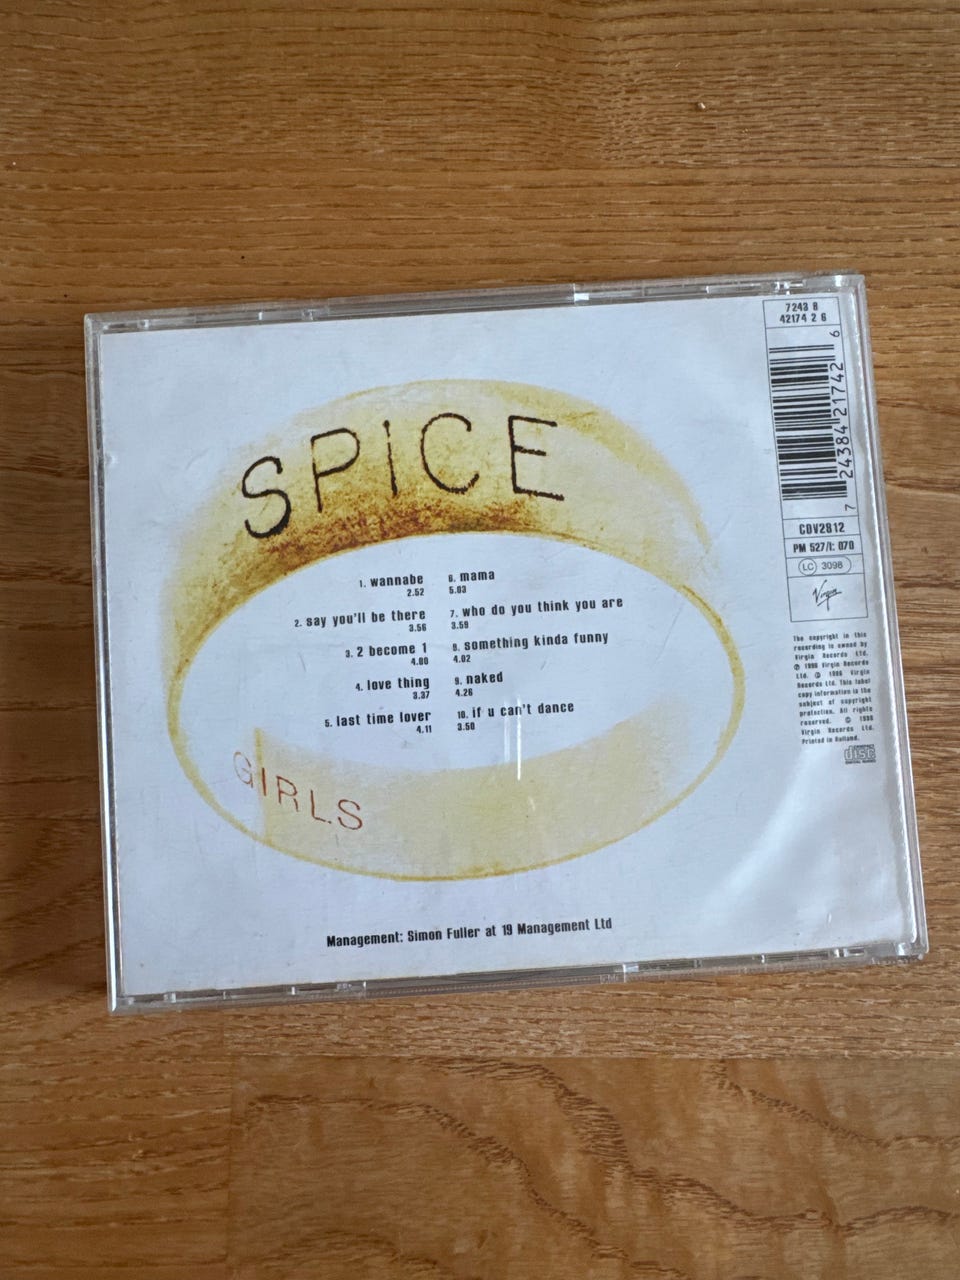 SPICE
1. wannabe
2.52
2. say you'll be there
3.56
3. 2 become 1
4.00
4. love thing
3.37
5. last time lover
4.11
6. mama
5.03
7. who do you think you are
3.59
8. something kinda funny
4.02
9. naked
4.26
10. if u can't dance
3.50
GIRLS
Management: Simon Fuller at 19 Management Ltd
7243 8
42174 2 6
7 24384 21742 6
CDV2812
PM 527/I: 070
LC 3098
Virgin
The copyright in this
recording is owned by
Virgin Records Ltd.
℗ 1996 Virgin Records
Ltd. © 1996 Virgin
Records Ltd. This label
copy information is the
subject of copyright
protection. All rights
reserved. © 1996
Virgin Records Ltd.
Printed in Holland.
COMPACT
disc
DIGITAL AUDIO